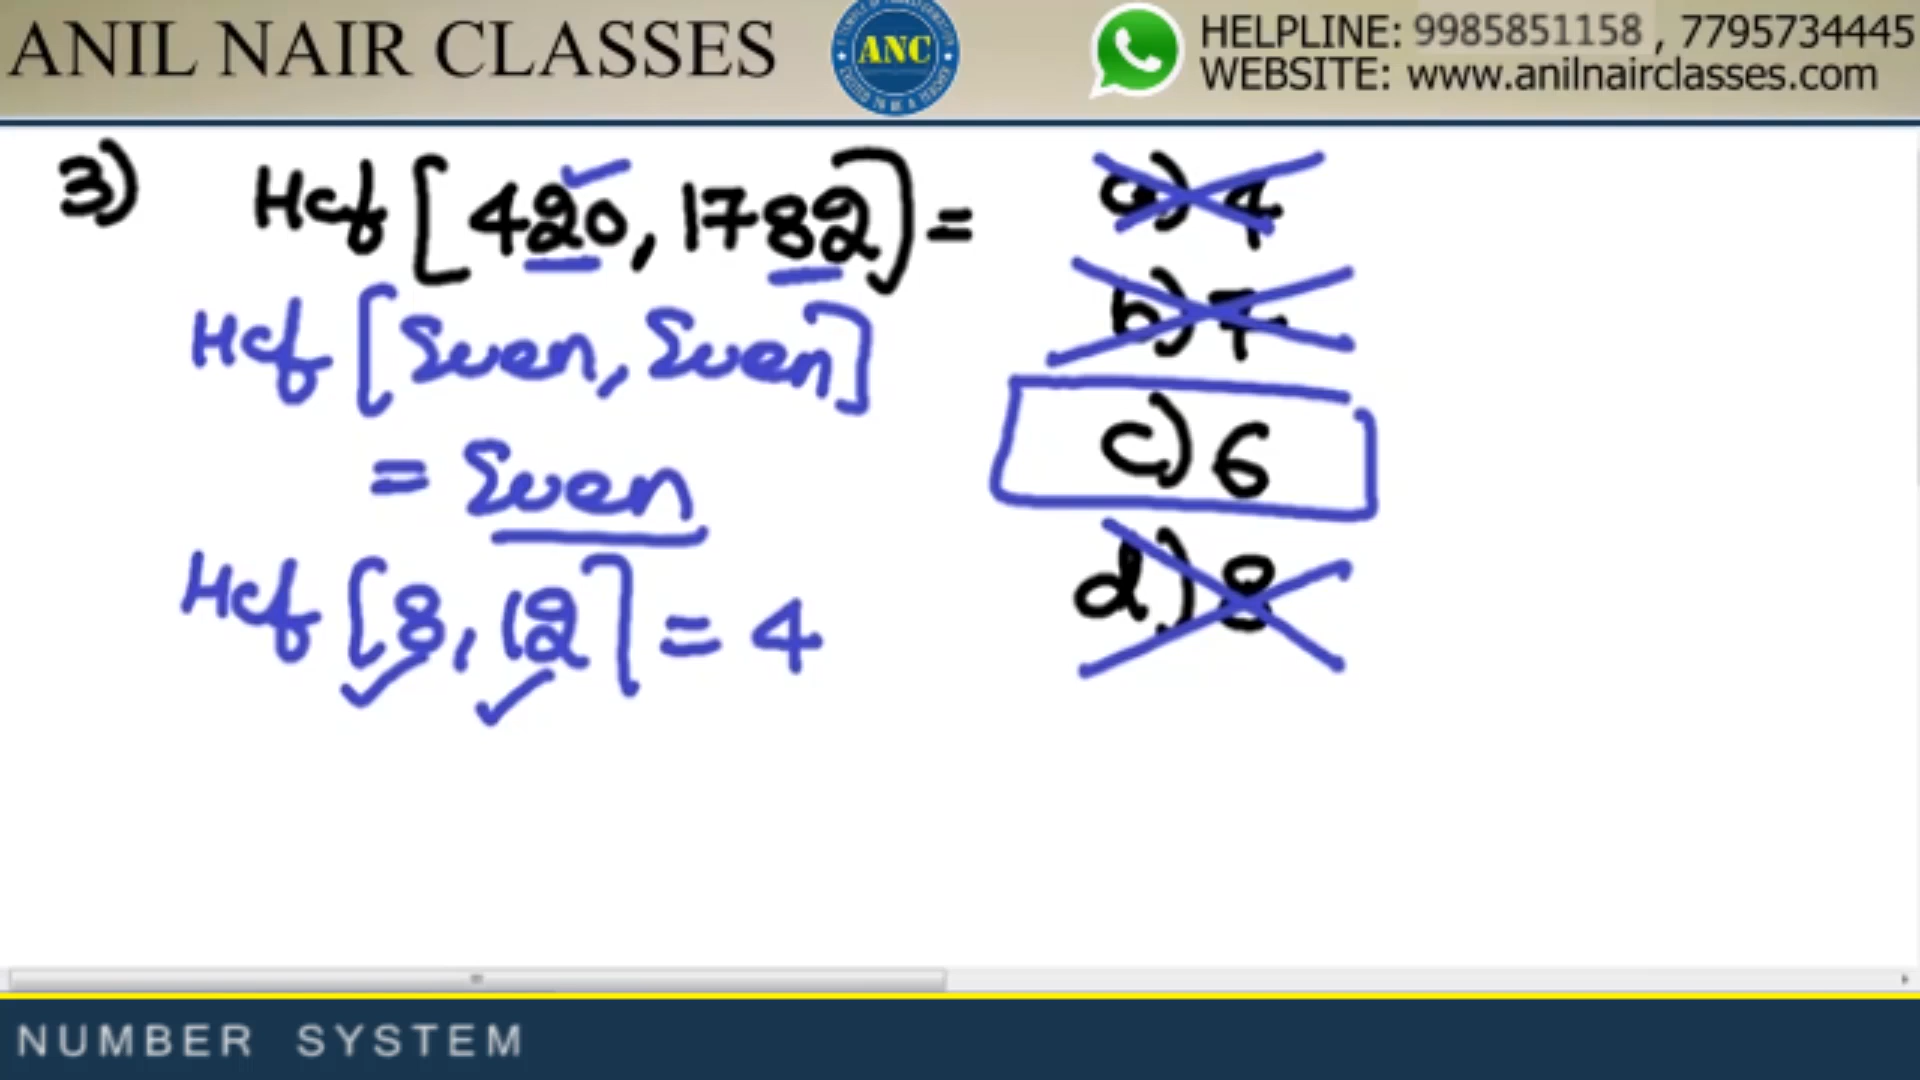 ANIL NAIR CLASSES
ANC
HELPLINE: 9985851158 , 7795734445
WEBSITE: www.anilnairclasses.com
3) Hcf [420, 1782] =
a) 4
b) 7
c) 6
d.) 8
Hcf [Even, Even]
= Even
Hcf [8, 12] = 4
NUMBER SYSTEM